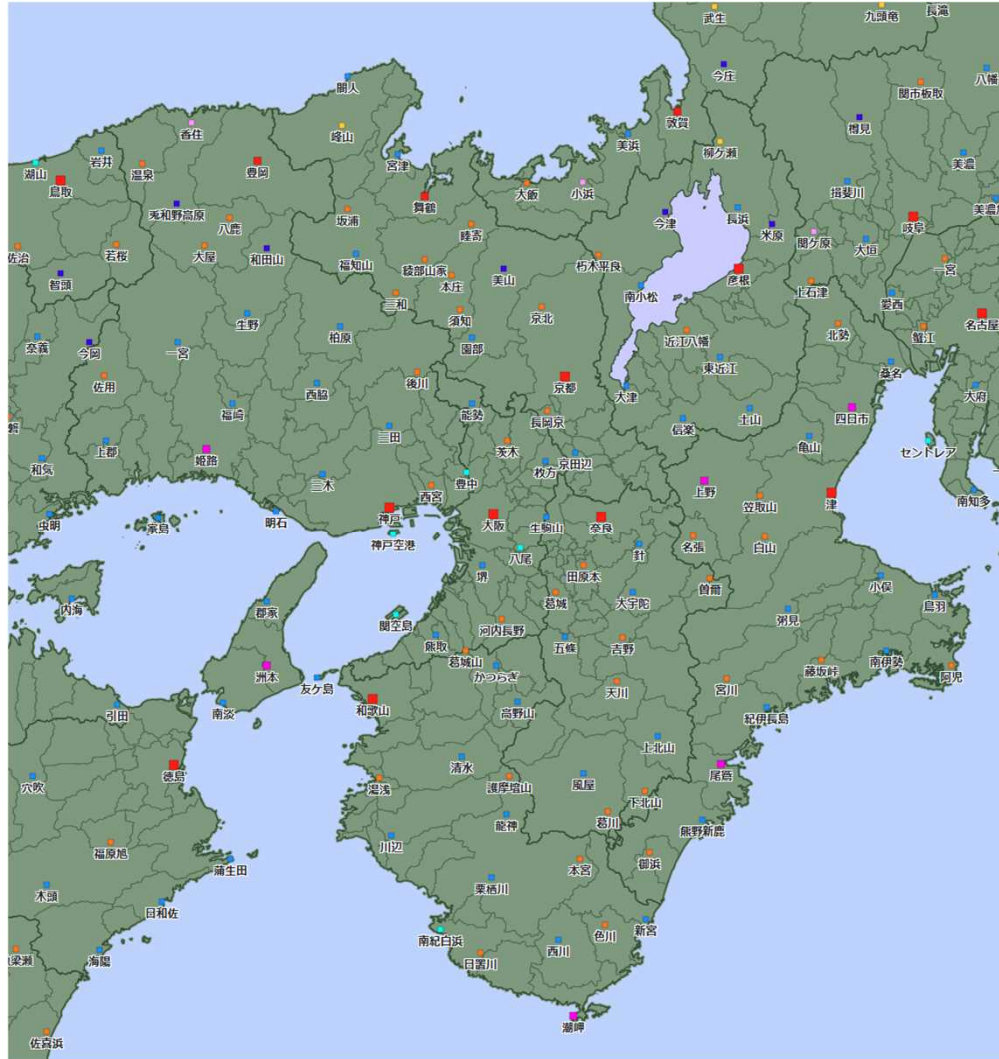 武生
九頭竜
長滝
今庄
八幡
間人
関市板取
香住
敦賀
樽見
峰山
美浜
柳ケ瀬
岩井
宮津
美濃
湖山
温泉
豊岡
鳥取
大飯
小浜
揖斐川
舞鶴
兎和野高原
坂浦
今津
長浜
米原
岐阜
八鹿
睦寄
関ケ原
大垣
佐治
若桜
大屋
和田山
福知山
綾部山家
朽木平良
一宮
智頭
本庄
美山
南小松
彦根
上石津
愛西
三和
生野
柏原
須知
京北
近江八幡
北勢
蟹江
名古屋
奈義
今岡
一宮
園部
東近江
桑名
佐用
西脇
後川
京都
大津
大府
福崎
能勢
長岡京
信楽
土山
四日市
上郡
三田
茨木
亀山
セントレア
和気
姫路
枚方
京田辺
三木
西宮
豊中
上野
笠取山
南知多
虫明
家島
明石
神戸
大阪
生駒山
奈良
津
神戸空港
八尾
針
名張
白山
堺
田原本
曽爾
小俣
内海
郡家
葛城
大宇陀
鳥羽
関空島
河内長野
粥見
熊取
五條
吉野
葛城山
かつらぎ
南伊勢
洲本
友ケ島
天川
宮川
藤坂峠
阿児
引田
南淡
和歌山
高野山
紀伊長島
上北山
徳島
清水
尾鷲
穴吹
湯浅
護摩壇山
風屋
下北山
龍神
葛川
熊野新鹿
福原旭
川辺
蒲生田
本宮
御浜
木頭
栗栖川
日和佐
南紀白浜
色川
新宮
梁瀬
海陽
日置川
西川
潮岬
佐喜浜